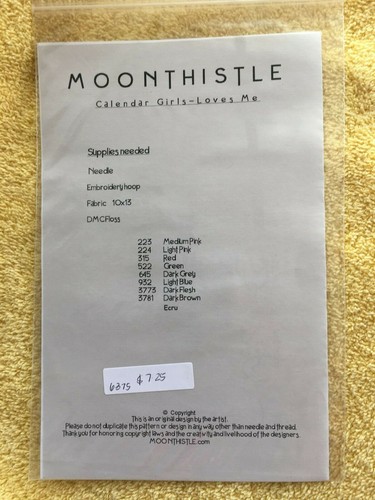 MOONTHISTLE
Calendar Girls-Loves Me
Supplies needed
Needle
Embroidery hoop
Fabric 10x13
DMC Floss
223 Medium Pink
224 Light Pink
315 Red
522 Green
645 Dark Grey
932 Light Blue
3773 Dark Flesh
3781 Dark Brown
Ecru
6375 $7.25
© Copyright
This is an original design by the artist.
Please do not duplicate this pattern or design in any way other than needle and thread.
Thank you for honoring copyright laws and the creativity and livelihood of the designers.
MOONTHISTLE.com